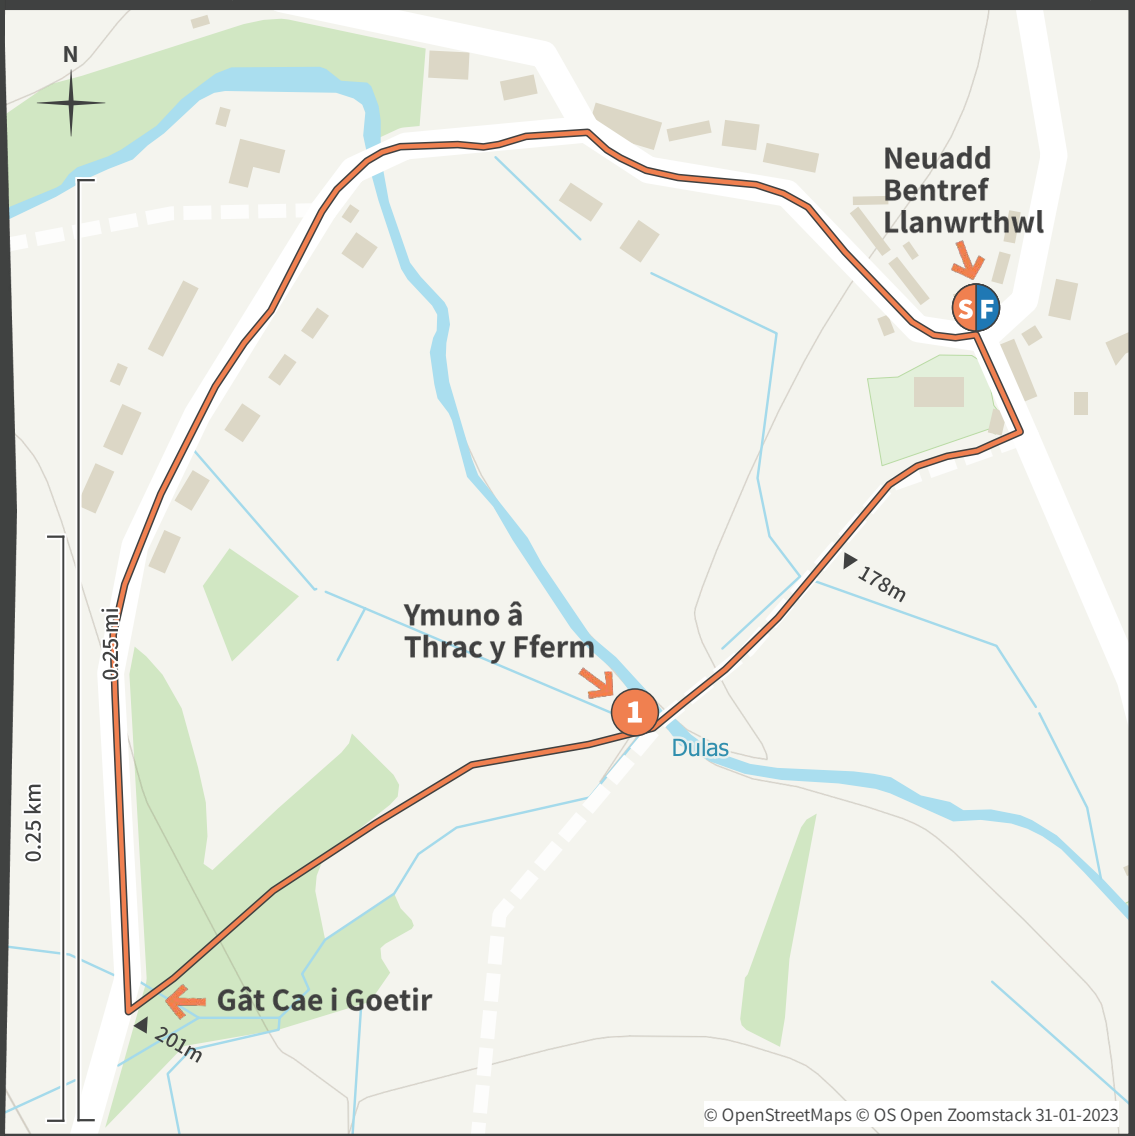 N
Neuadd
Bentref
Llanwrthwl
S F
178m
Ymuno â
Thrac y Fferm
0.25 mi
1
Dulas
0.25 km
Gât Cae i Goetir
201m
© OpenStreetMaps © OS Open Zoomstack 31-01-2023